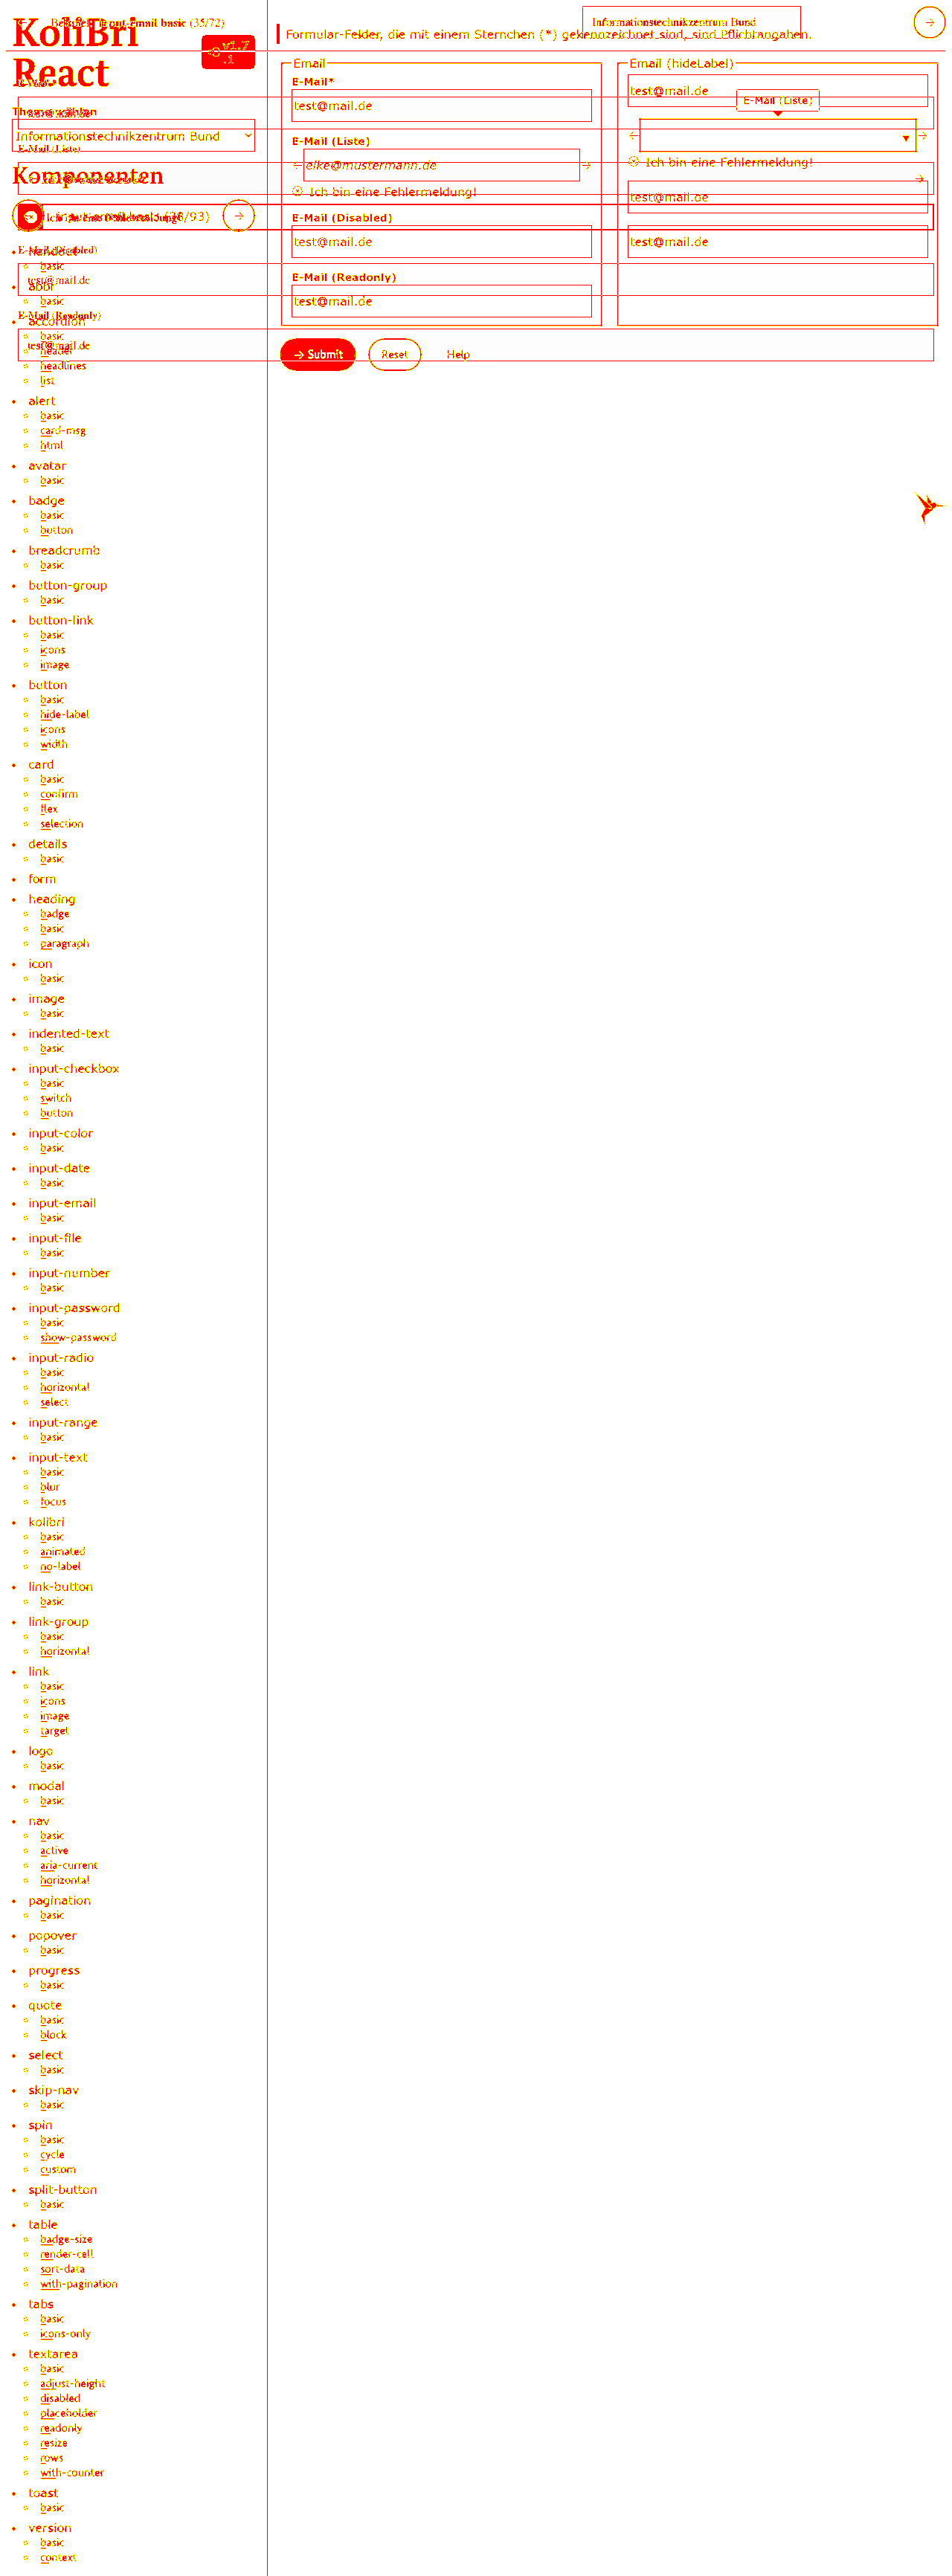 KoliBri
React
v1.7
.1
(35/72)
Informationstechnikzentrum Bund
Formular-Felder, die mit einem Sternchen (*) gekennzeichnet sind, sind Pflichtangaben.
Email
E-Mail*
test@mail.de
E-Mail (Liste)
elke@mustermann.de
Ich bin eine Fehlermeldung!
E-Mail (Disabled)
test@mail.de
E-Mail (Readonly)
test@mail.de
Email (hideLabel)
test@mail.de
E-Mail (Liste)
Ich bin eine Fehlermeldung!
test@mail.de
test@mail.de
Submit
Reset
Help
Informationstechnikzentrum Bund
E-Mail (Liste)
Komponenten
E-Mail (Disabled)
basic
test@mail.de
abbr
basic
E-Mail (Readonly)
accordion
basic
header
test@mail.de
headlines
list
alert
basic
card-msg
html
avatar
basic
badge
basic
button
breadcrumb
basic
button-group
basic
button-link
basic
icons
image
button
basic
hide-label
icons
width
card
basic
confirm
flex
selection
details
basic
form
heading
badge
basic
paragraph
icon
basic
image
basic
indented-text
basic
input-checkbox
basic
switch
button
input-color
basic
input-date
basic
input-email
basic
input-file
basic
input-number
basic
input-password
basic
show-password
input-radio
basic
horizontal
select
input-range
basic
input-text
basic
blur
focus
kolibri
basic
animated
no-label
link-button
basic
link-group
basic
horizontal
link
basic
icons
image
target
logo
basic
modal
basic
nav
basic
active
aria-current
horizontal
pagination
basic
popover
basic
progress
basic
quote
basic
block
select
basic
skip-nav
basic
spin
basic
cycle
custom
split-button
basic
table
badge-size
render-cell
sort-data
with-pagination
tabs
basic
icons-only
textarea
basic
adjust-height
disabled
placeholder
readonly
resize
rows
with-counter
toast
basic
version
basic
context